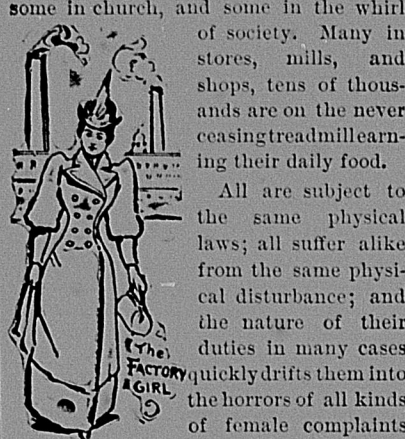 some in church, and some in the whirl
of society. Many in
stores, mills, and
shops, tens of thous-
ands are on the never
ceasing treadmill earn-
ing their daily food.
All are subject to
the same physical
laws; all suffer alike
from the same physi-
cal disturbance; and
the nature of their
duties in many cases
quickly drifts them into
the horrors of all kinds
of female complaints
"The
FACTORY
GIRL,